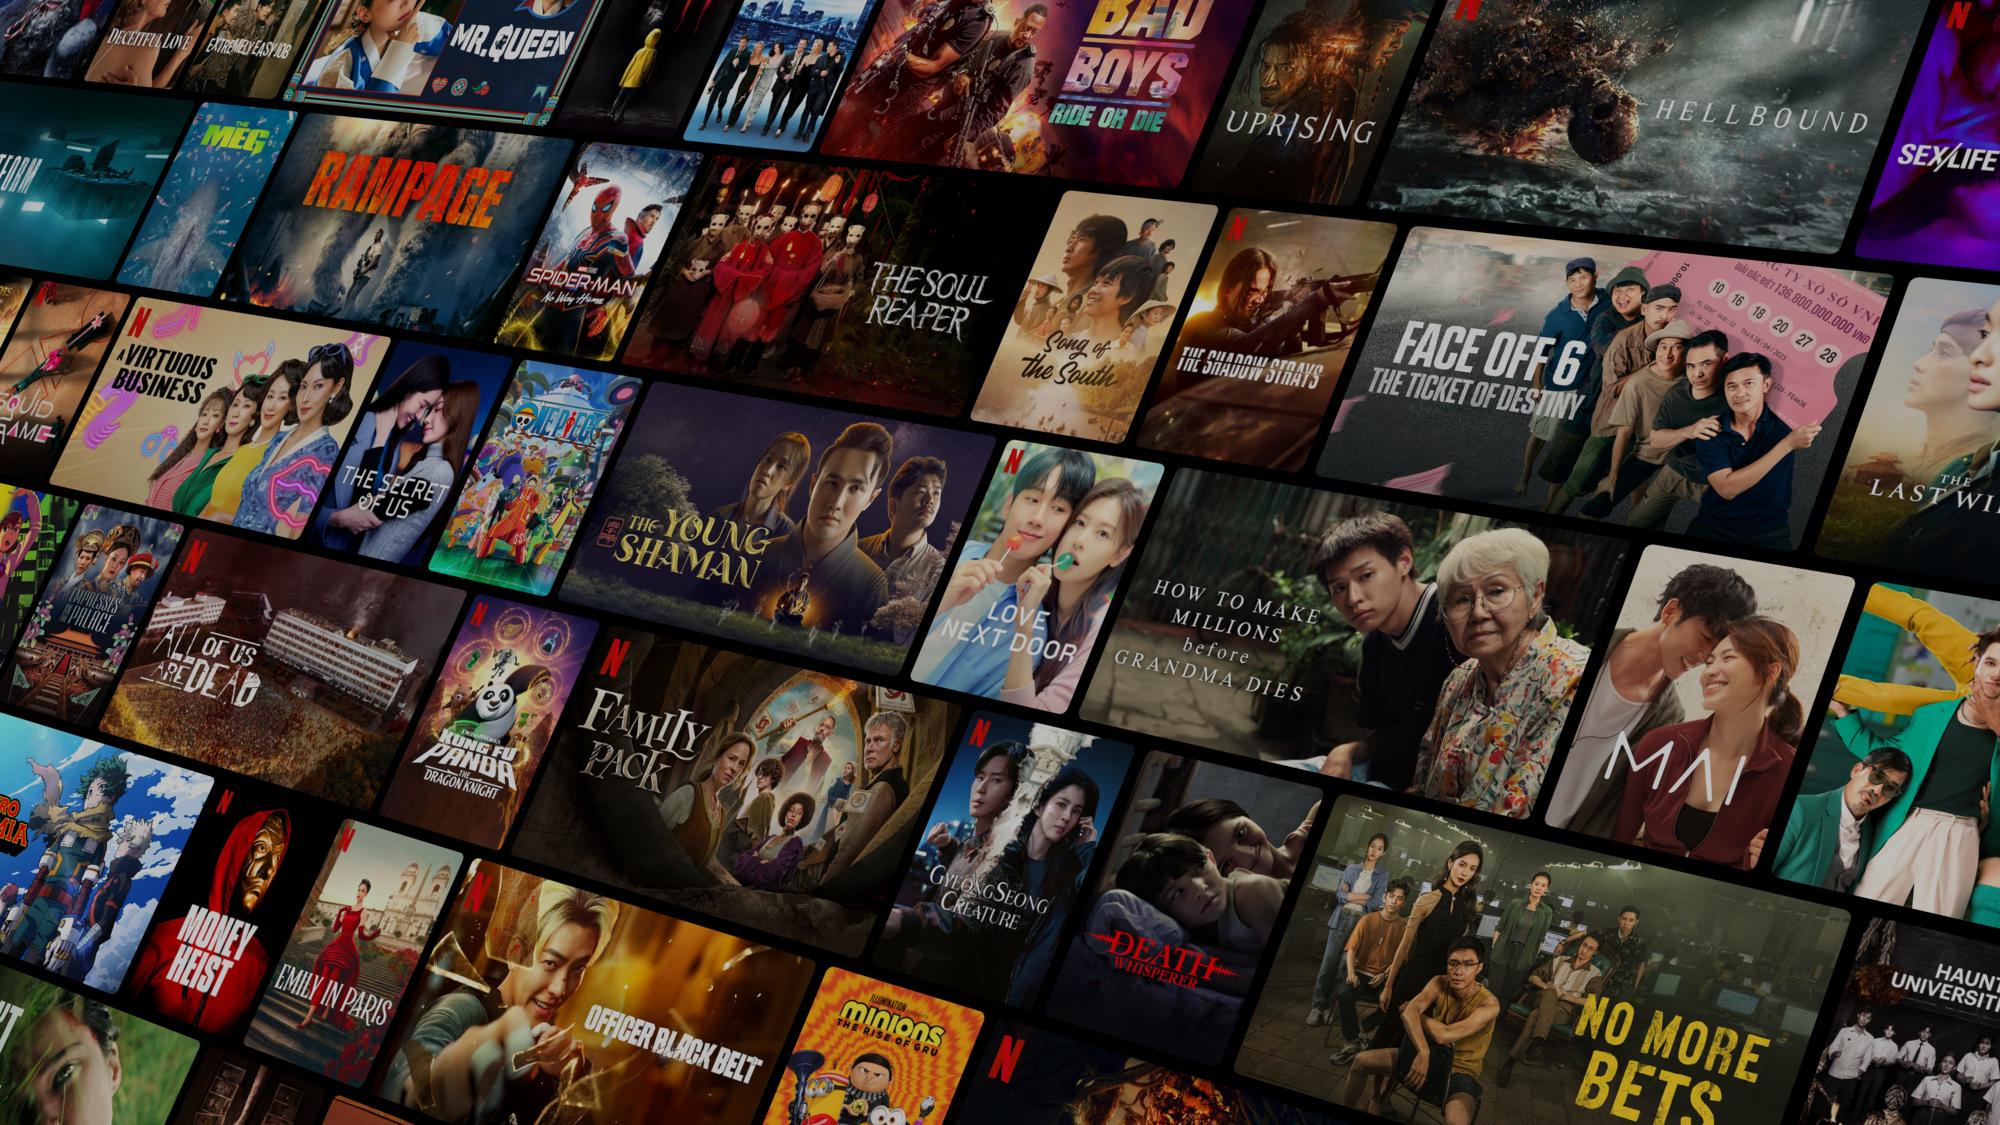 DECEITFUL LOVE
EXTREMELY EASY JOB
MR. QUEEN
BAD
BOYS
RIDE OR DIE
UPRISING
HELLBOUND
SEX/LIFE
FORM
THE
MEG
RAMPAGE
SPIDER-MAN
No Way Home
THE SOUL
REAPER
Song of
the South
THE SHADOW STRAYS
FACE OFF 6
THE TICKET OF DESTINY
10 16 18 20 27 28
136.800.000.000 VNĐ
A VIRTUOUS
BUSINESS
SQUID
GAME
THE SECRET
OF US
ONE PIECE
THE YOUNG
SHAMAN
LOVE
NEXT DOOR
HOW TO MAKE
MILLIONS
before
GRANDMA DIES
THE
LAST WI
MAI
EMPRESSES
IN PALACE
ALL OF US
ARE DEAD
DREAMWORKS
KUNG FU
PANDA
THE
DRAGON KNIGHT
FAMILY
PACK
GYEONGSEONG
CREATURE
DEATH
WHISPERER
NO MORE
BETS
HAUNT
UNIVERSITI
RO
MIA
MONEY
HEIST
EMILY IN PARIS
OFFICER BLACK BELT
ILLUMINATION
MINIONS
THE RISE OF GRU
N